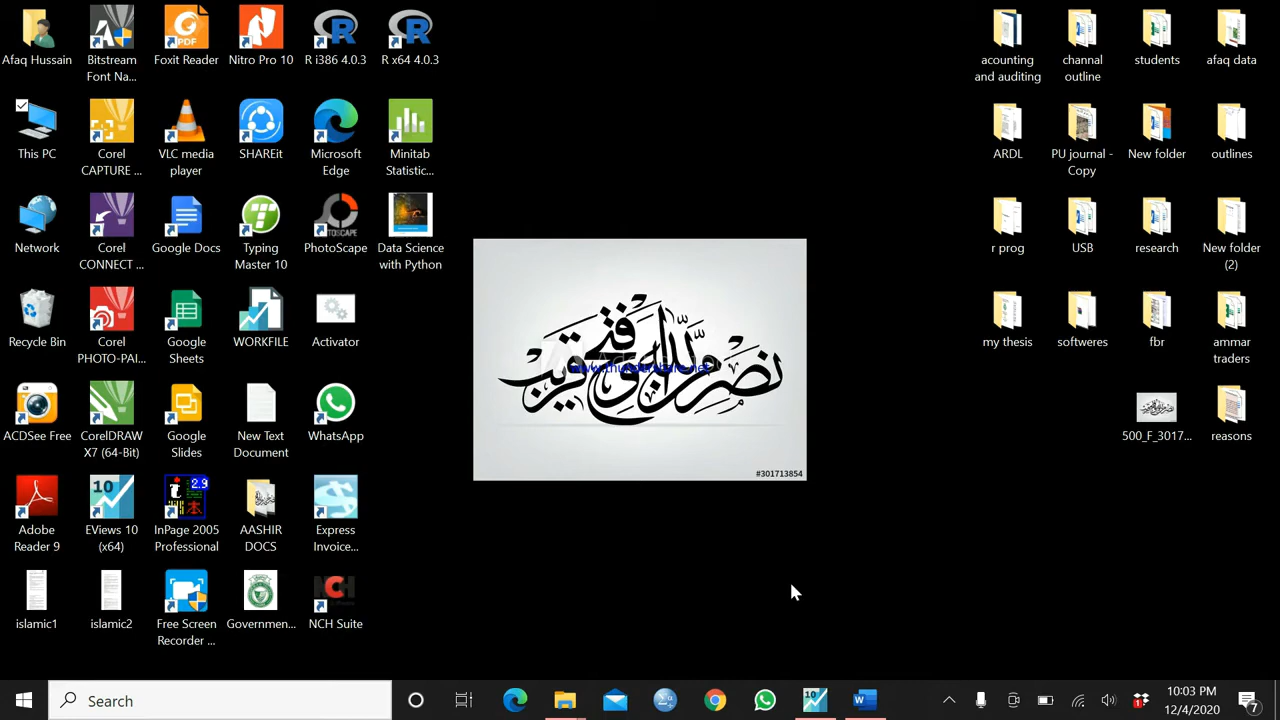 Afaq Hussain
Bitstream
Font Na...
Foxit Reader
Nitro Pro 10
R i386 4.0.3
R x64 4.0.3
This PC
Corel
CAPTURE ...
VLC media
player
SHAREit
Microsoft
Edge
Minitab
Statistic...
Network
Corel
CONNECT ...
Google Docs
Typing
Master 10
PhotoScape
Data Science
with Python
Recycle Bin
Corel
PHOTO-PAI...
Google
Sheets
WORKFILE
Activator
ACDSee Free
CorelDRAW
X7 (64-Bit)
Google
Slides
New Text
Document
WhatsApp
Adobe
Reader 9
EViews 10
(x64)
InPage 2005
Professional
AASHIR
DOCS
Express
Invoice...
islamic1
islamic2
Free Screen
Recorder ...
Governmen...
NCH Suite
نصر من الله وفتح قريب
www.thundershare.net
#301713854
acounting
and auditing
channal
outline
students
afaq data
ARDL
PU journal -
Copy
New folder
outlines
r prog
USB
research
New folder
(2)
my thesis
softweres
fbr
ammar
traders
500_F_3017...
reasons
Search
10:03 PM
12/4/2020
7